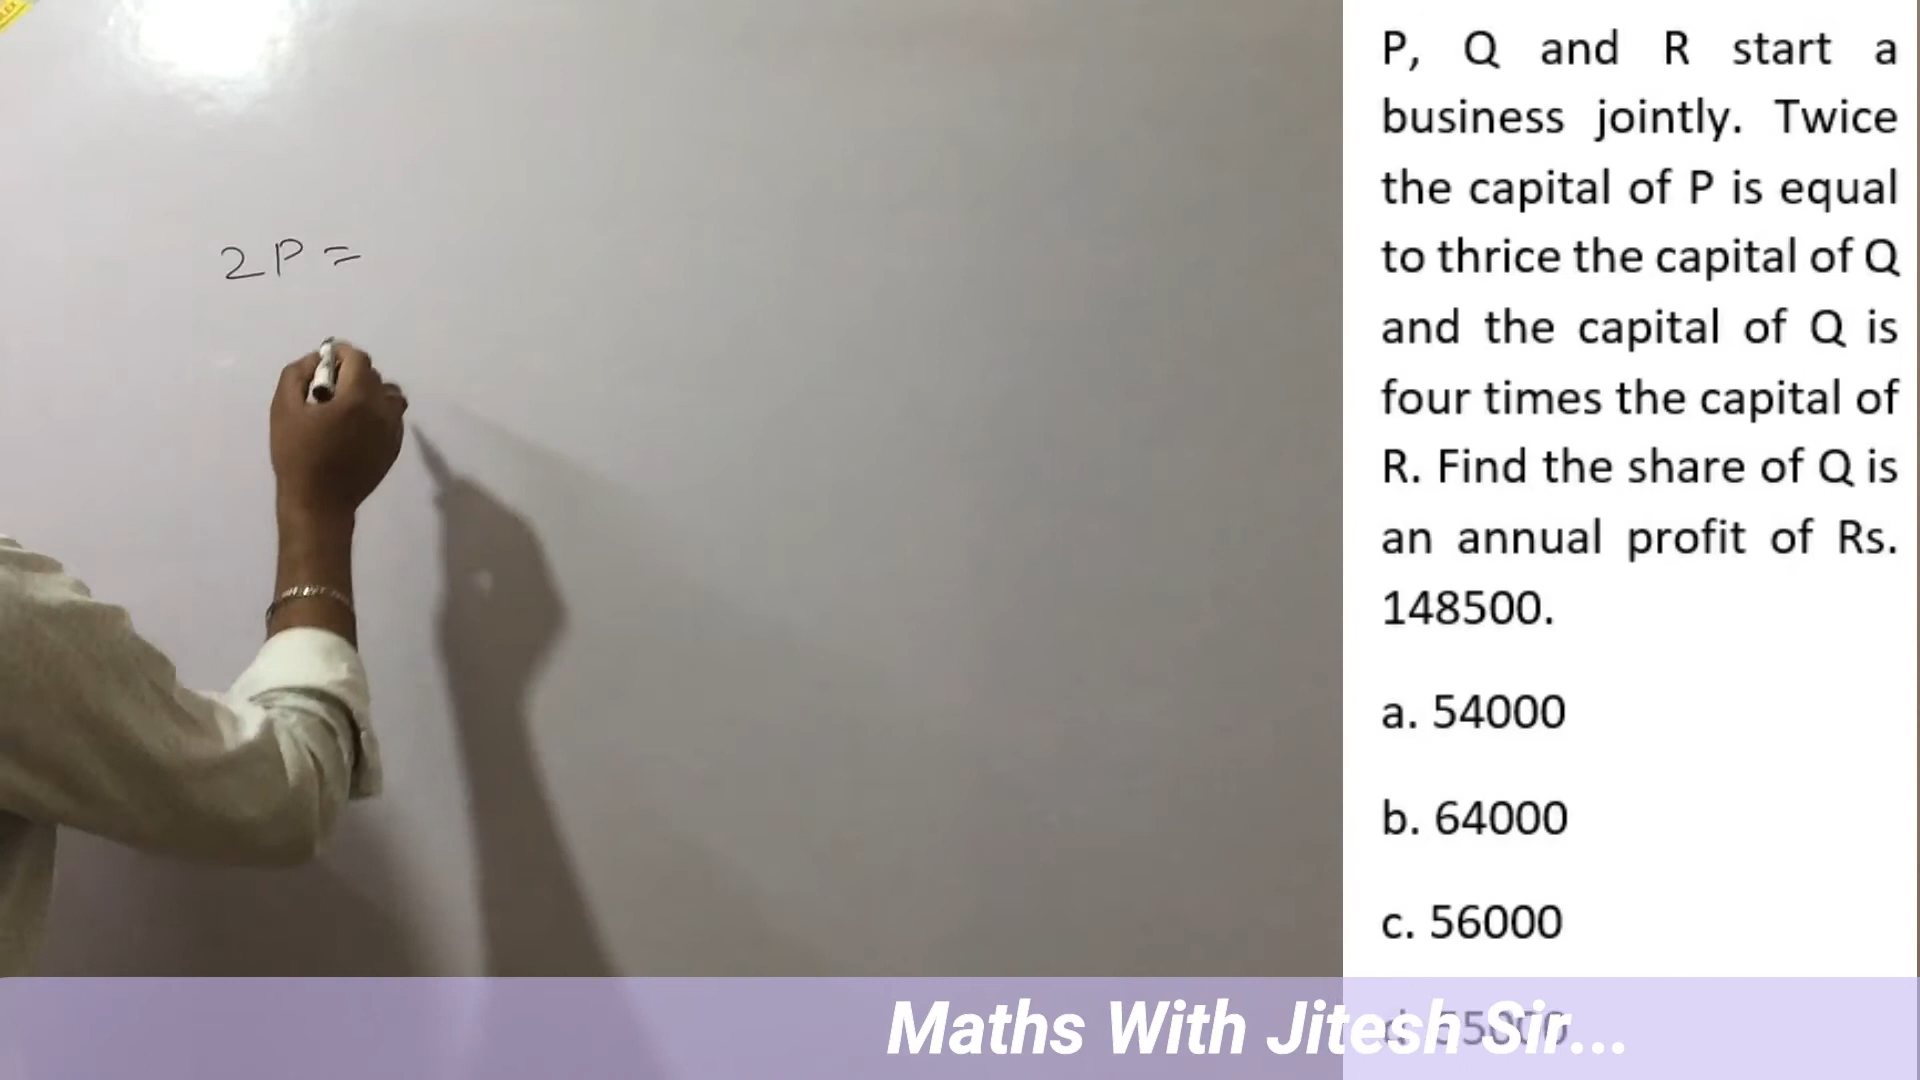 2P =
P, Q and R start a
business jointly. Twice
the capital of P is equal
to thrice the capital of Q
and the capital of Q is
four times the capital of
R. Find the share of Q is
an annual profit of Rs.
148500.
a. 54000
b. 64000
c. 56000
Maths With Jitesh Sir...